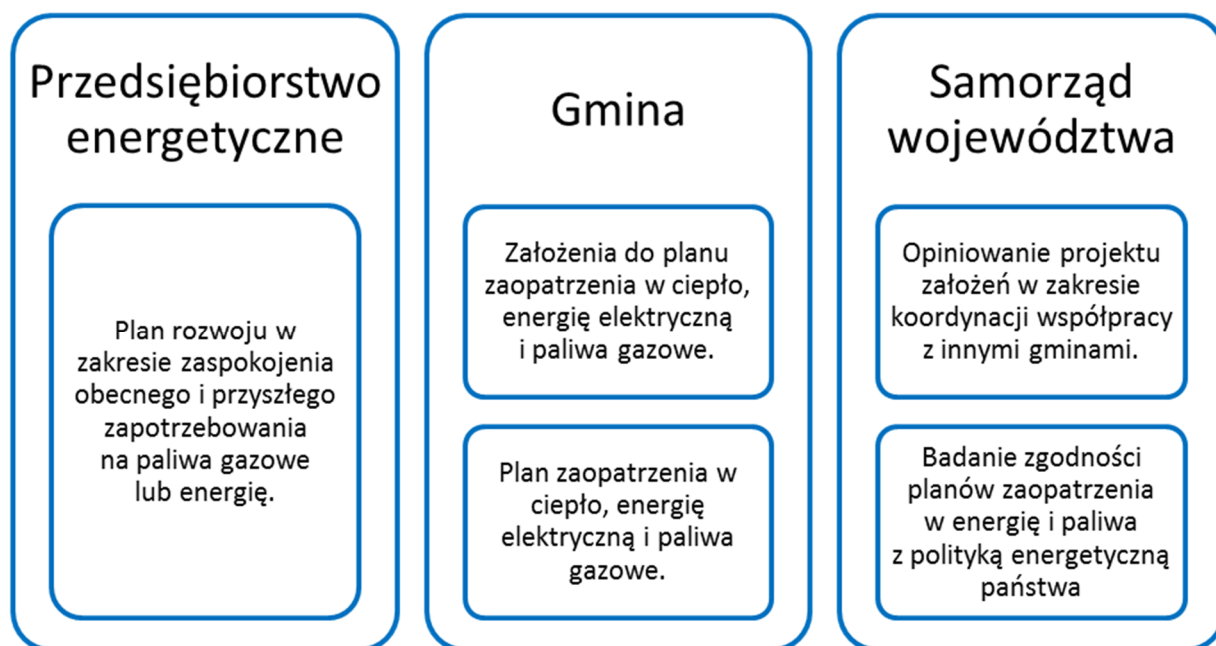 Przedsiębiorstwo
energetyczne
Plan rozwoju w
zakresie zaspokojenia
obecnego i przyszłego
zapotrzebowania
na paliwa gazowe
lub energię.
Gmina
Założenia do planu
zaopatrzenia w ciepło,
energię elektryczną
i paliwa gazowe.
Plan zaopatrzenia w
ciepło, energię
elektryczną i paliwa
gazowe.
Samorząd
województwa
Opiniowanie projektu
założeń w zakresie
koordynacji współpracy
z innymi gminami.
Badanie zgodności
planów zaopatrzenia
w energię i paliwa
z polityką energetyczną
państwa